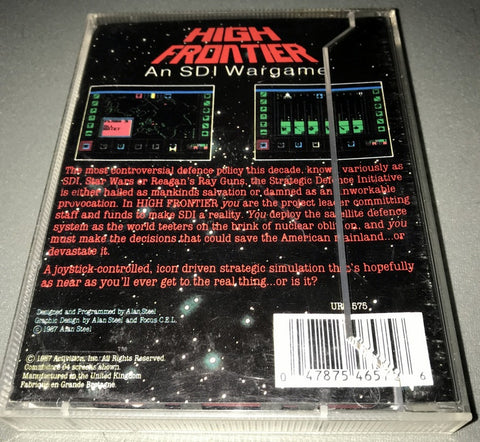 HIGH
FRONTIER
An SDI Wargame
The most controversial defence policy this decade, known variously as
SDI, Star Wars or Reagan's Ray Guns, the Strategic Defence Initiative
is either hailed as mankinds salvation or damned as an unworkable
provocation. In HIGH FRONTIER you are the project leader committing
staff and funds to make SDI a reality. You deploy the satellite defence
system as the world teeters on the brink of nuclear oblivion, and you
must make the decisions that could save the American mainland...or
devastate it.
A joystick-controlled, icon driven strategic simulation that's hopefully
as near as you'll ever get to the real thing...or is it?
Designed and Programmed by Alan Steel
Graphic Design by Alan Steel and Focus C.E.L.
© 1987 Alan Steel
URK 575
© 1987 Activision, Inc. All Rights Reserved.
Commodore 64 screens shown.
Manufactured in the United Kingdom
Fabriqué en Grande Bretagne.
0 47875 465 6